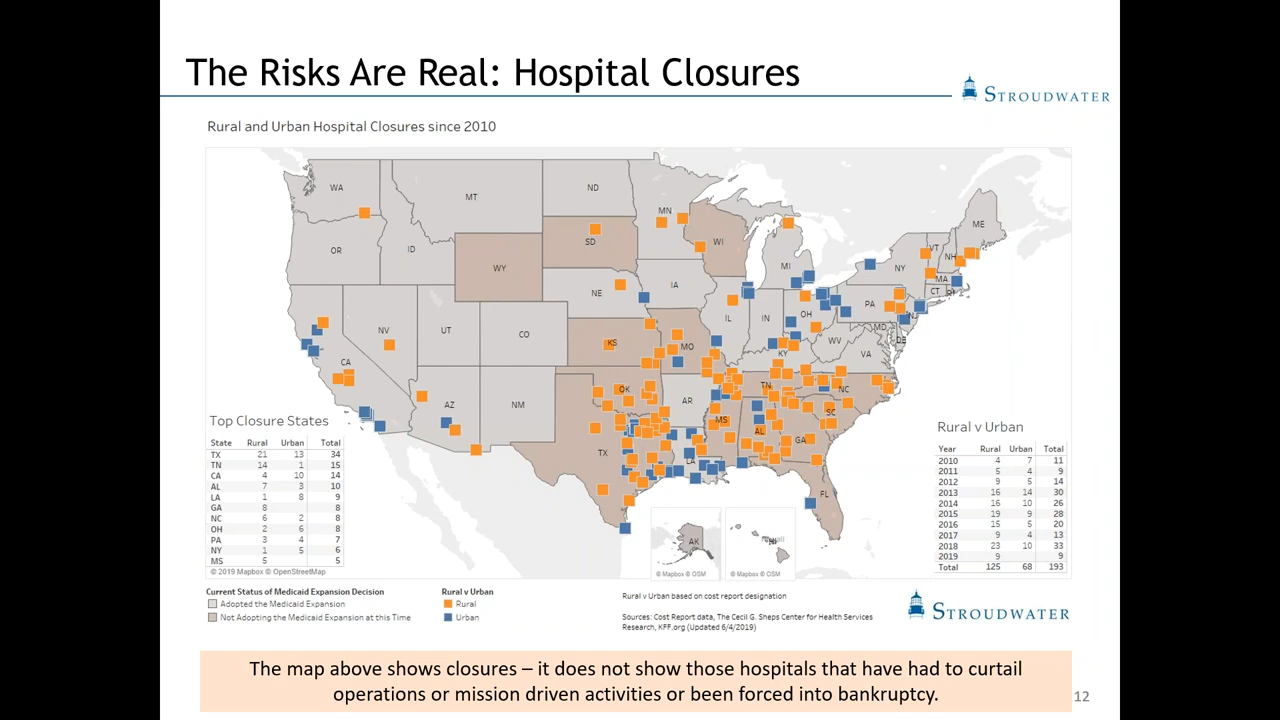 The Risks Are Real: Hospital Closures
STROUDWATER
Rural and Urban Hospital Closures since 2010
WA
MT
ND
MN
ME
OR
ID
SD
WI
VT
NH
WY
MI
NY
MA
CT
RI
NE
IA
PA
NJ
NV
UT
CO
IL
IN
OH
MD
DE
CA
KS
MO
KY
WV
VA
AZ
NM
OK
AR
TN
NC
MS
AL
SC
GA
TX
LA
FL
AK
Hawaii
Top Closure States
State Rural Urban Total
TX 21 13 34
TN 14 1 15
CA 4 10 14
AL 7 3 10
LA 1 8 9
GA 8 8
NC 6 2 8
OH 2 6 8
PA 3 4 7
NY 1 5 6
MS 5 5
© 2019 Mapbox © OpenStreetMap
© Mapbox © OSM
© Mapbox © OSM
Rural v Urban
Year Rural Urban Total
2010 4 7 11
2011 5 4 9
2012 9 5 14
2013 16 14 30
2014 16 10 26
2015 19 9 28
2016 15 5 20
2017 9 4 13
2018 23 10 33
2019 9 9
Total 125 68 193
Current Status of Medicaid Expansion Decision
Adopted the Medicaid Expansion
Not Adopting the Medicaid Expansion at this Time
Rural v Urban
Rural
Urban
Rural v Urban based on cost report designation
Sources: Cost Report data, The Cecil G. Sheps Center for Health Services
Research, KFF.org (Updated 6/4/2019)
STROUDWATER
The map above shows closures – it does not show those hospitals that have had to curtail
operations or mission driven activities or been forced into bankruptcy.
12